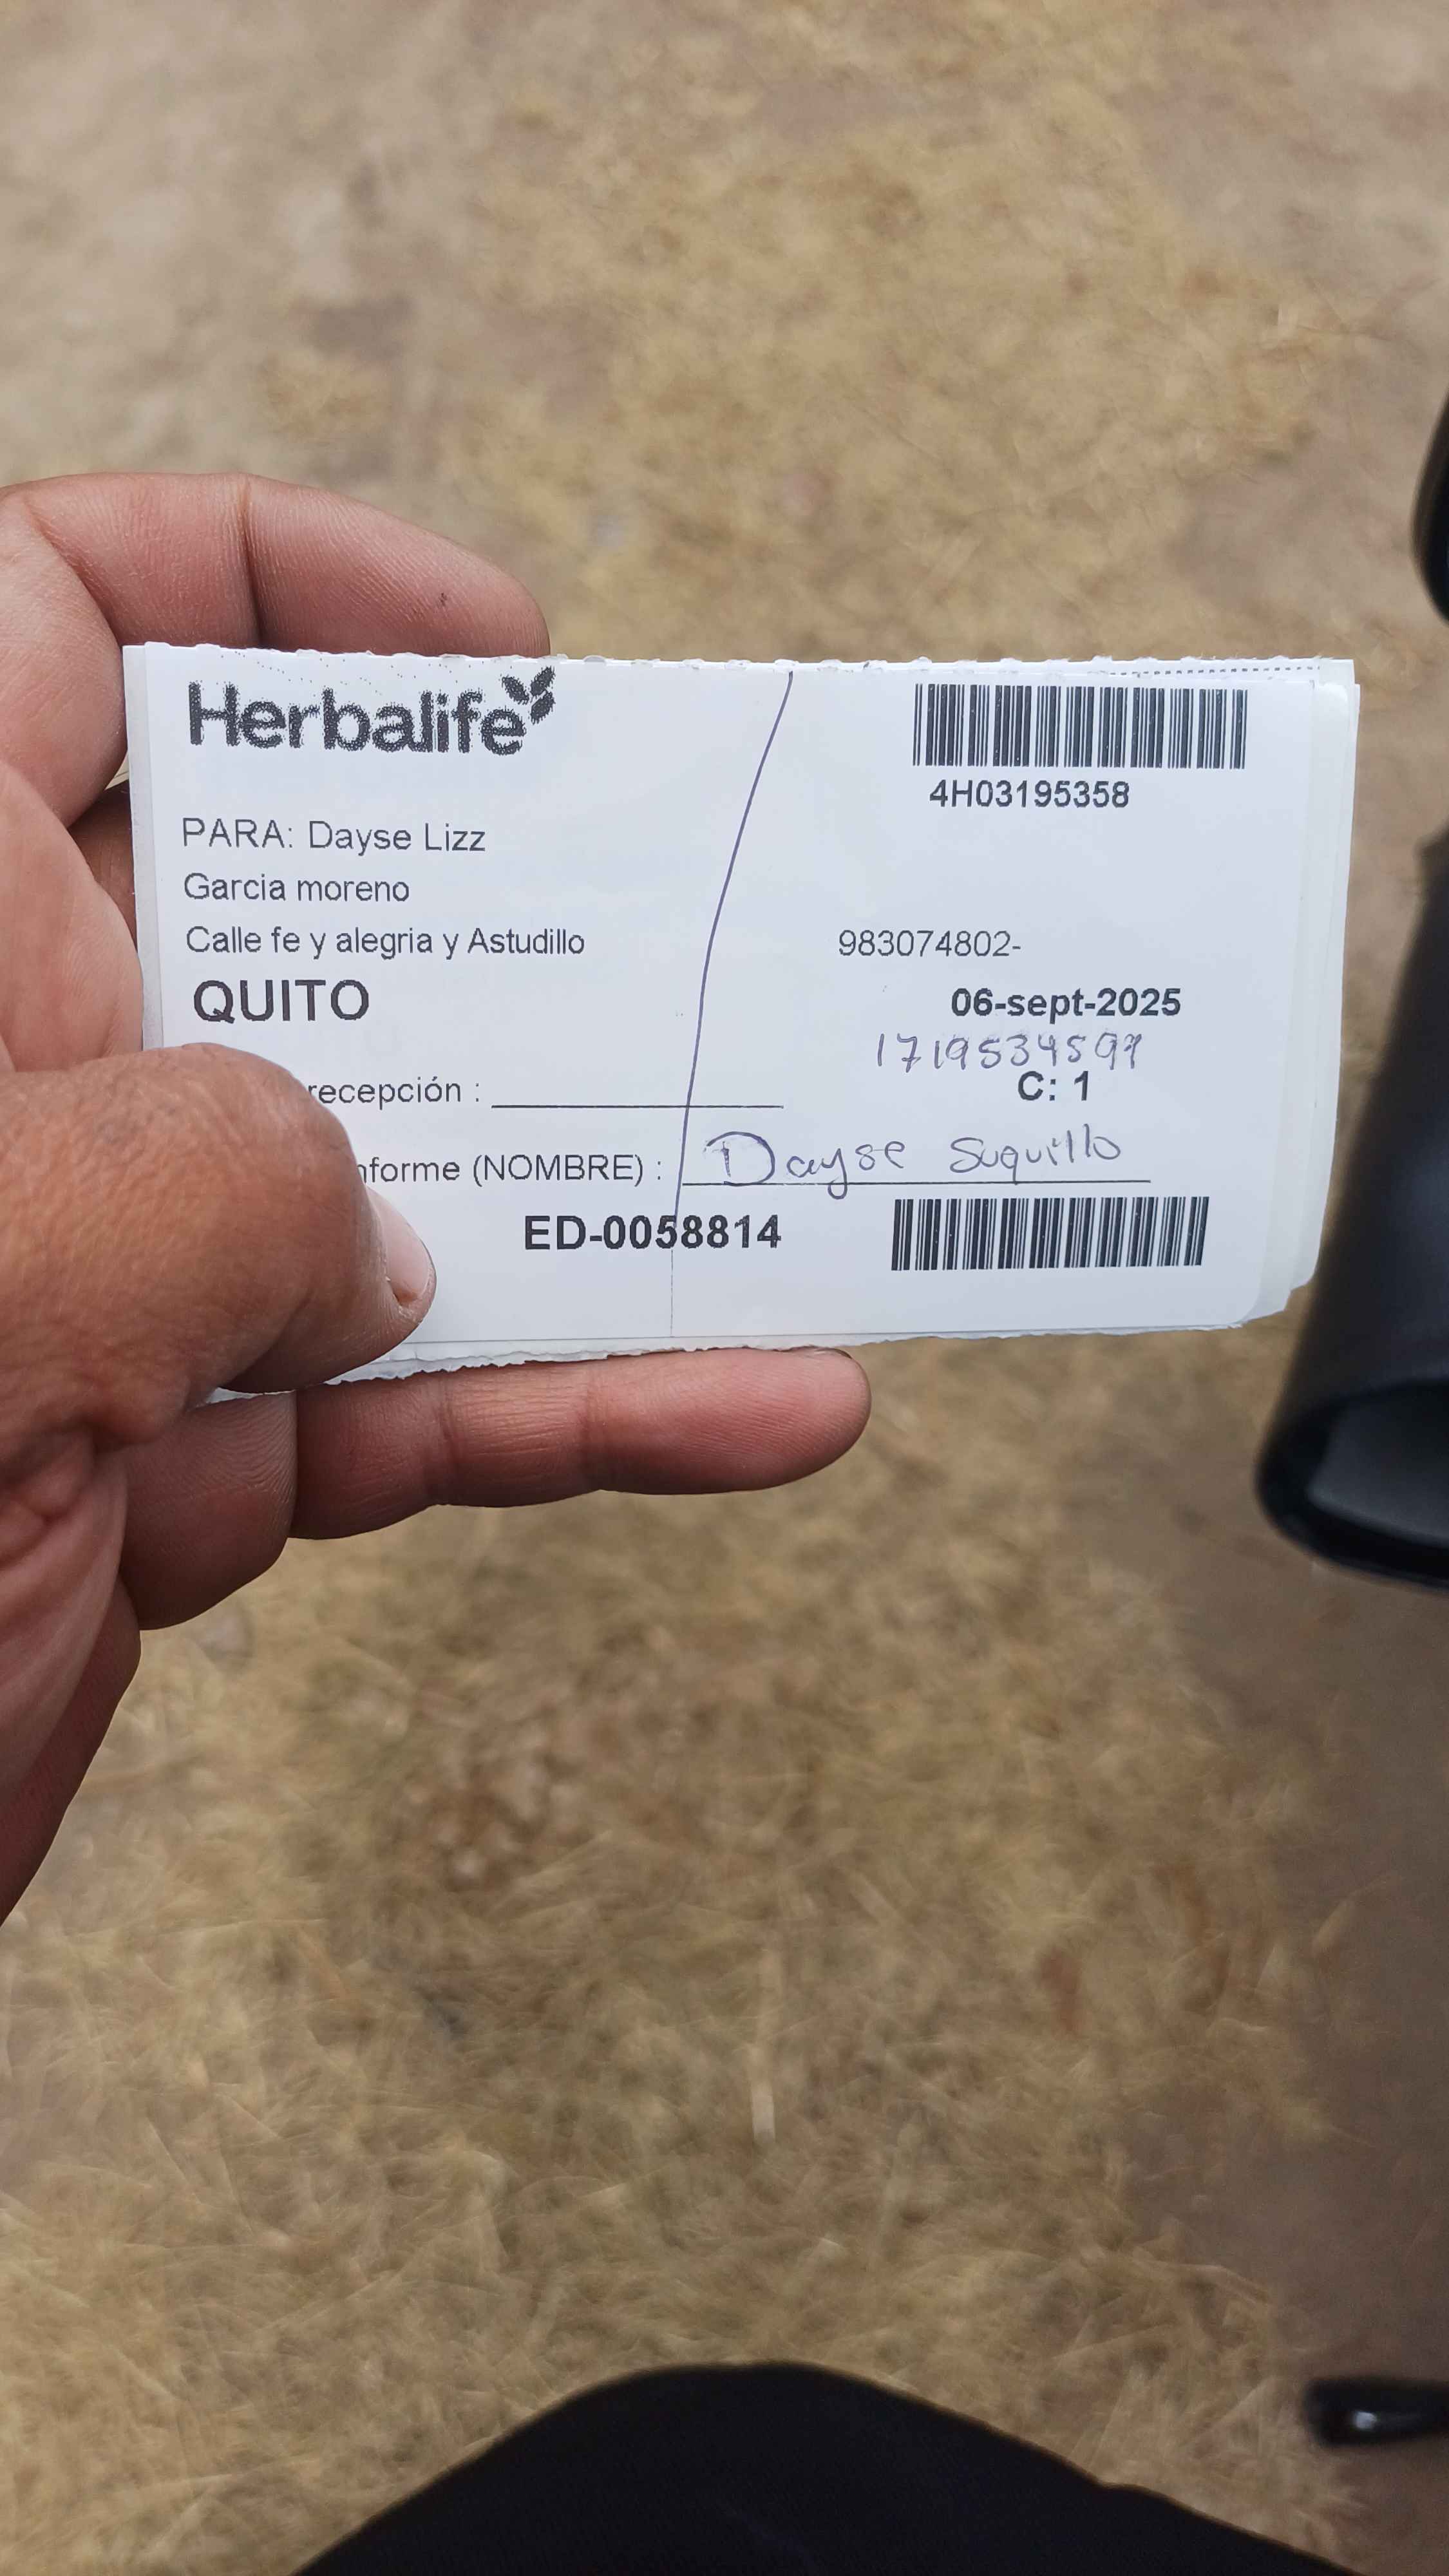 Herbalife
4H03195358
PARA: Dayse Lizz
Garcia moreno
Calle fe y alegria y Astudillo
983074802-
QUITO
06-sept-2025
1719534597
C: 1
recepción :
nforme (NOMBRE) : Dayse Suquillo
ED-0058814